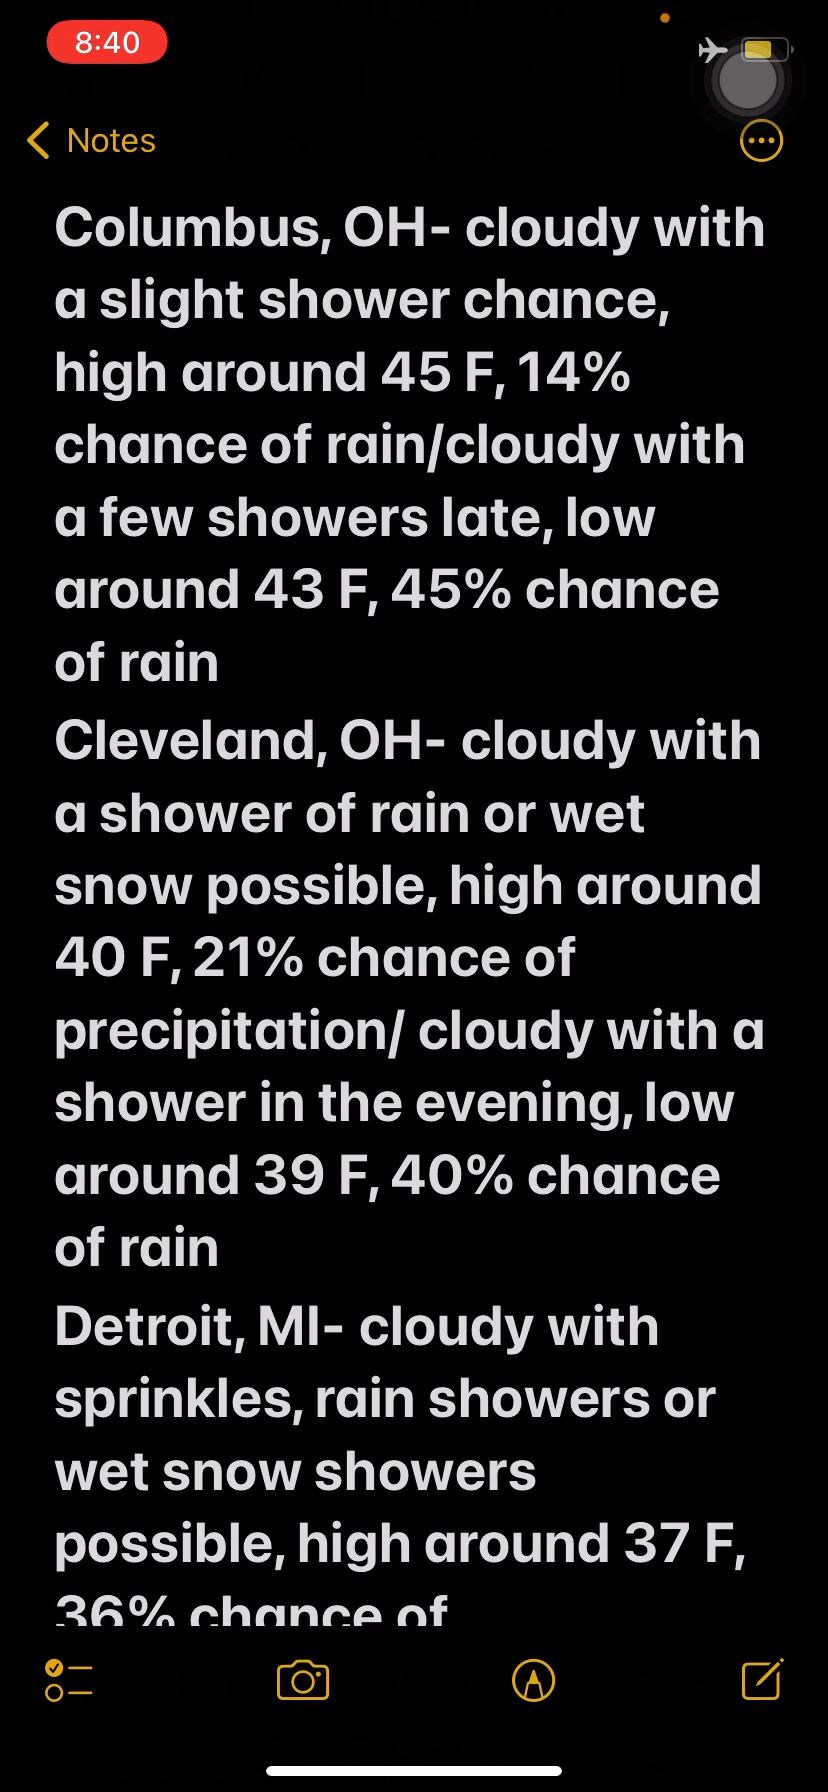 8:40
Notes
Columbus, OH- cloudy with
a slight shower chance,
high around 45 F, 14%
chance of rain/cloudy with
a few showers late, low
around 43 F, 45% chance
of rain
Cleveland, OH- cloudy with
a shower of rain or wet
snow possible, high around
40 F, 21% chance of
precipitation/ cloudy with a
shower in the evening, low
around 39 F, 40% chance
of rain
Detroit, MI- cloudy with
sprinkles, rain showers or
wet snow showers
possible, high around 37 F,
36% chance of